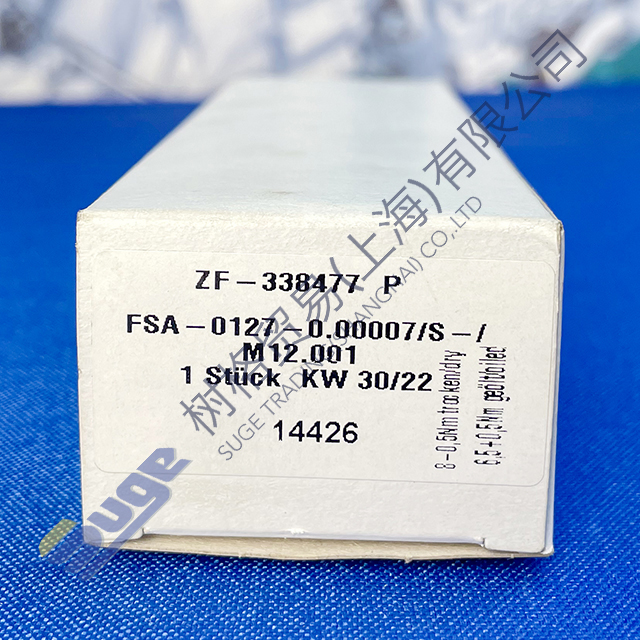 ZF-338477 P
FSA-0127-0.00007/S-/
M12.001
1 Stück KW 30/22
14426
8-0,5Nm trocken/dry
6,5+0,5Nm geölt/oiled
树恪贸易(上海)有限公司
SUGE TRADING(SHANGHAI) CO.,LTD
Suge